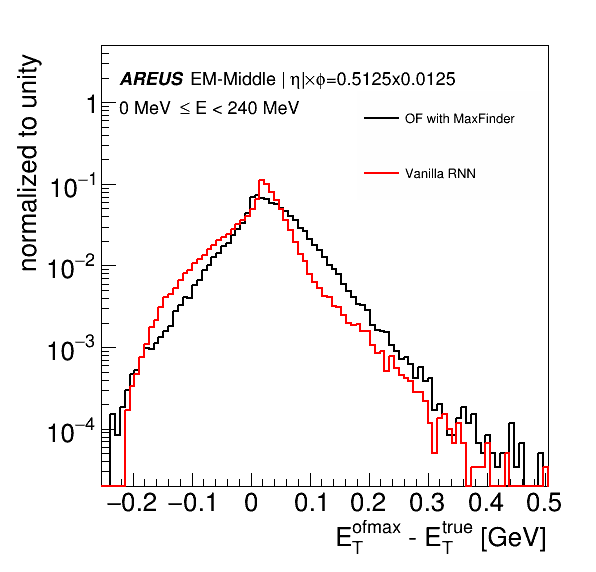 normalized to unity
AREUS EM-Middle | η|×φ=0.5125x0.0125
0 MeV ≤ E < 240 MeV
OF with MaxFinder
Vanilla RNN
1
10⁻¹
10⁻²
10⁻³
10⁻⁴
−0.2 −0.1 0 0.1 0.2 0.3 0.4 0.5
E_T^ofmax - E_T^true [GeV]